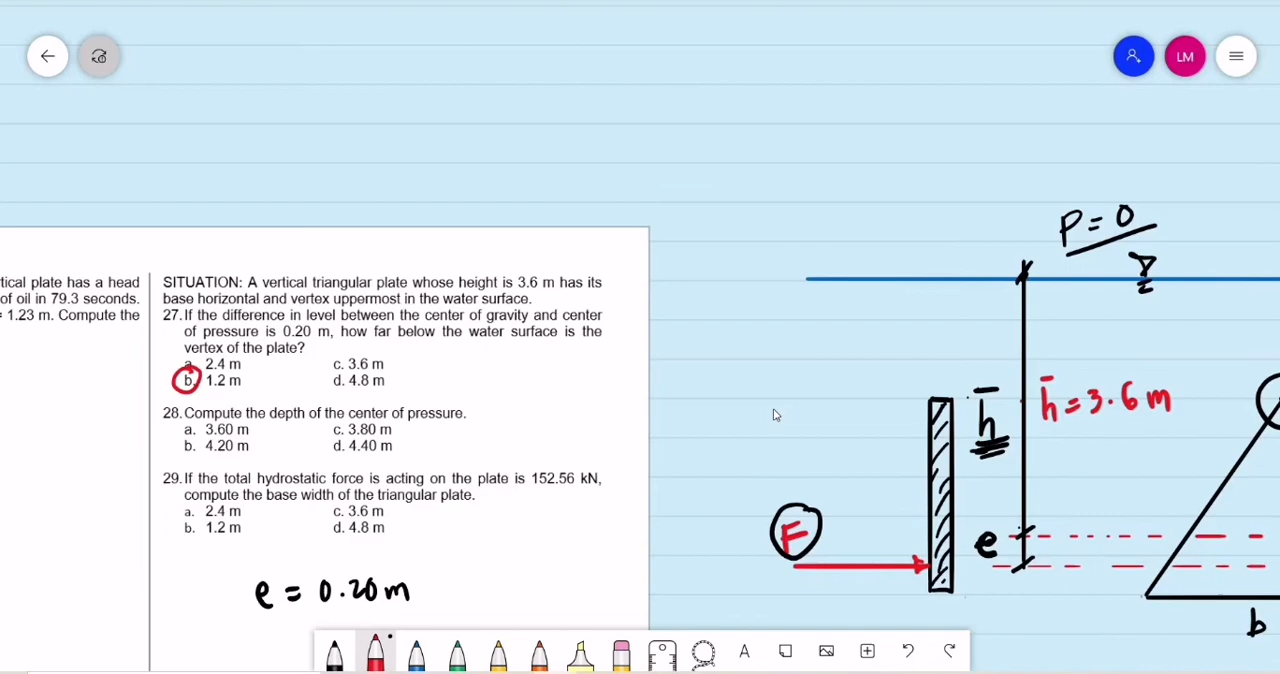 LM
P = 0
tical plate has a head
of oil in 79.3 seconds.
= 1.23 m. Compute the
SITUATION: A vertical triangular plate whose height is 3.6 m has its
base horizontal and vertex uppermost in the water surface.
27. If the difference in level between the center of gravity and center
of pressure is 0.20 m, how far below the water surface is the
vertex of the plate?
a. 2.4 m c. 3.6 m
b. 1.2 m d. 4.8 m
28. Compute the depth of the center of pressure.
a. 3.60 m c. 3.80 m
b. 4.20 m d. 4.40 m
29. If the total hydrostatic force is acting on the plate is 152.56 kN,
compute the base width of the triangular plate.
a. 2.4 m c. 3.6 m
b. 1.2 m d. 4.8 m
e = 0.20 m
h̄
h̄ = 3.6 m
F
e
b
A